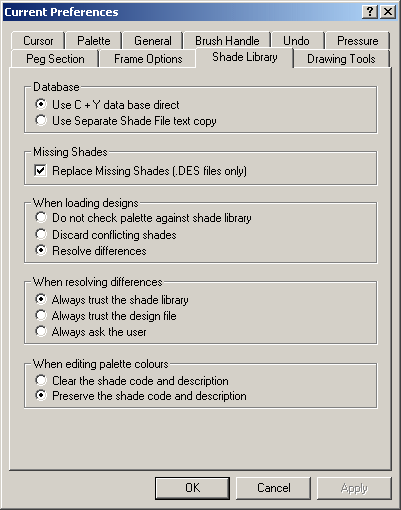 Current Preferences
Cursor Palette General Brush Handle Undo Pressure
Peg Section Frame Options Shade Library Drawing Tools
Database
Use C + Y data base direct
Use Separate Shade File text copy
Missing Shades
Replace Missing Shades (.DES files only)
When loading designs
Do not check palette against shade library
Discard conflicting shades
Resolve differences
When resolving differences
Always trust the shade library
Always trust the design file
Always ask the user
When editing palette colours
Clear the shade code and description
Preserve the shade code and description
OK Cancel Apply